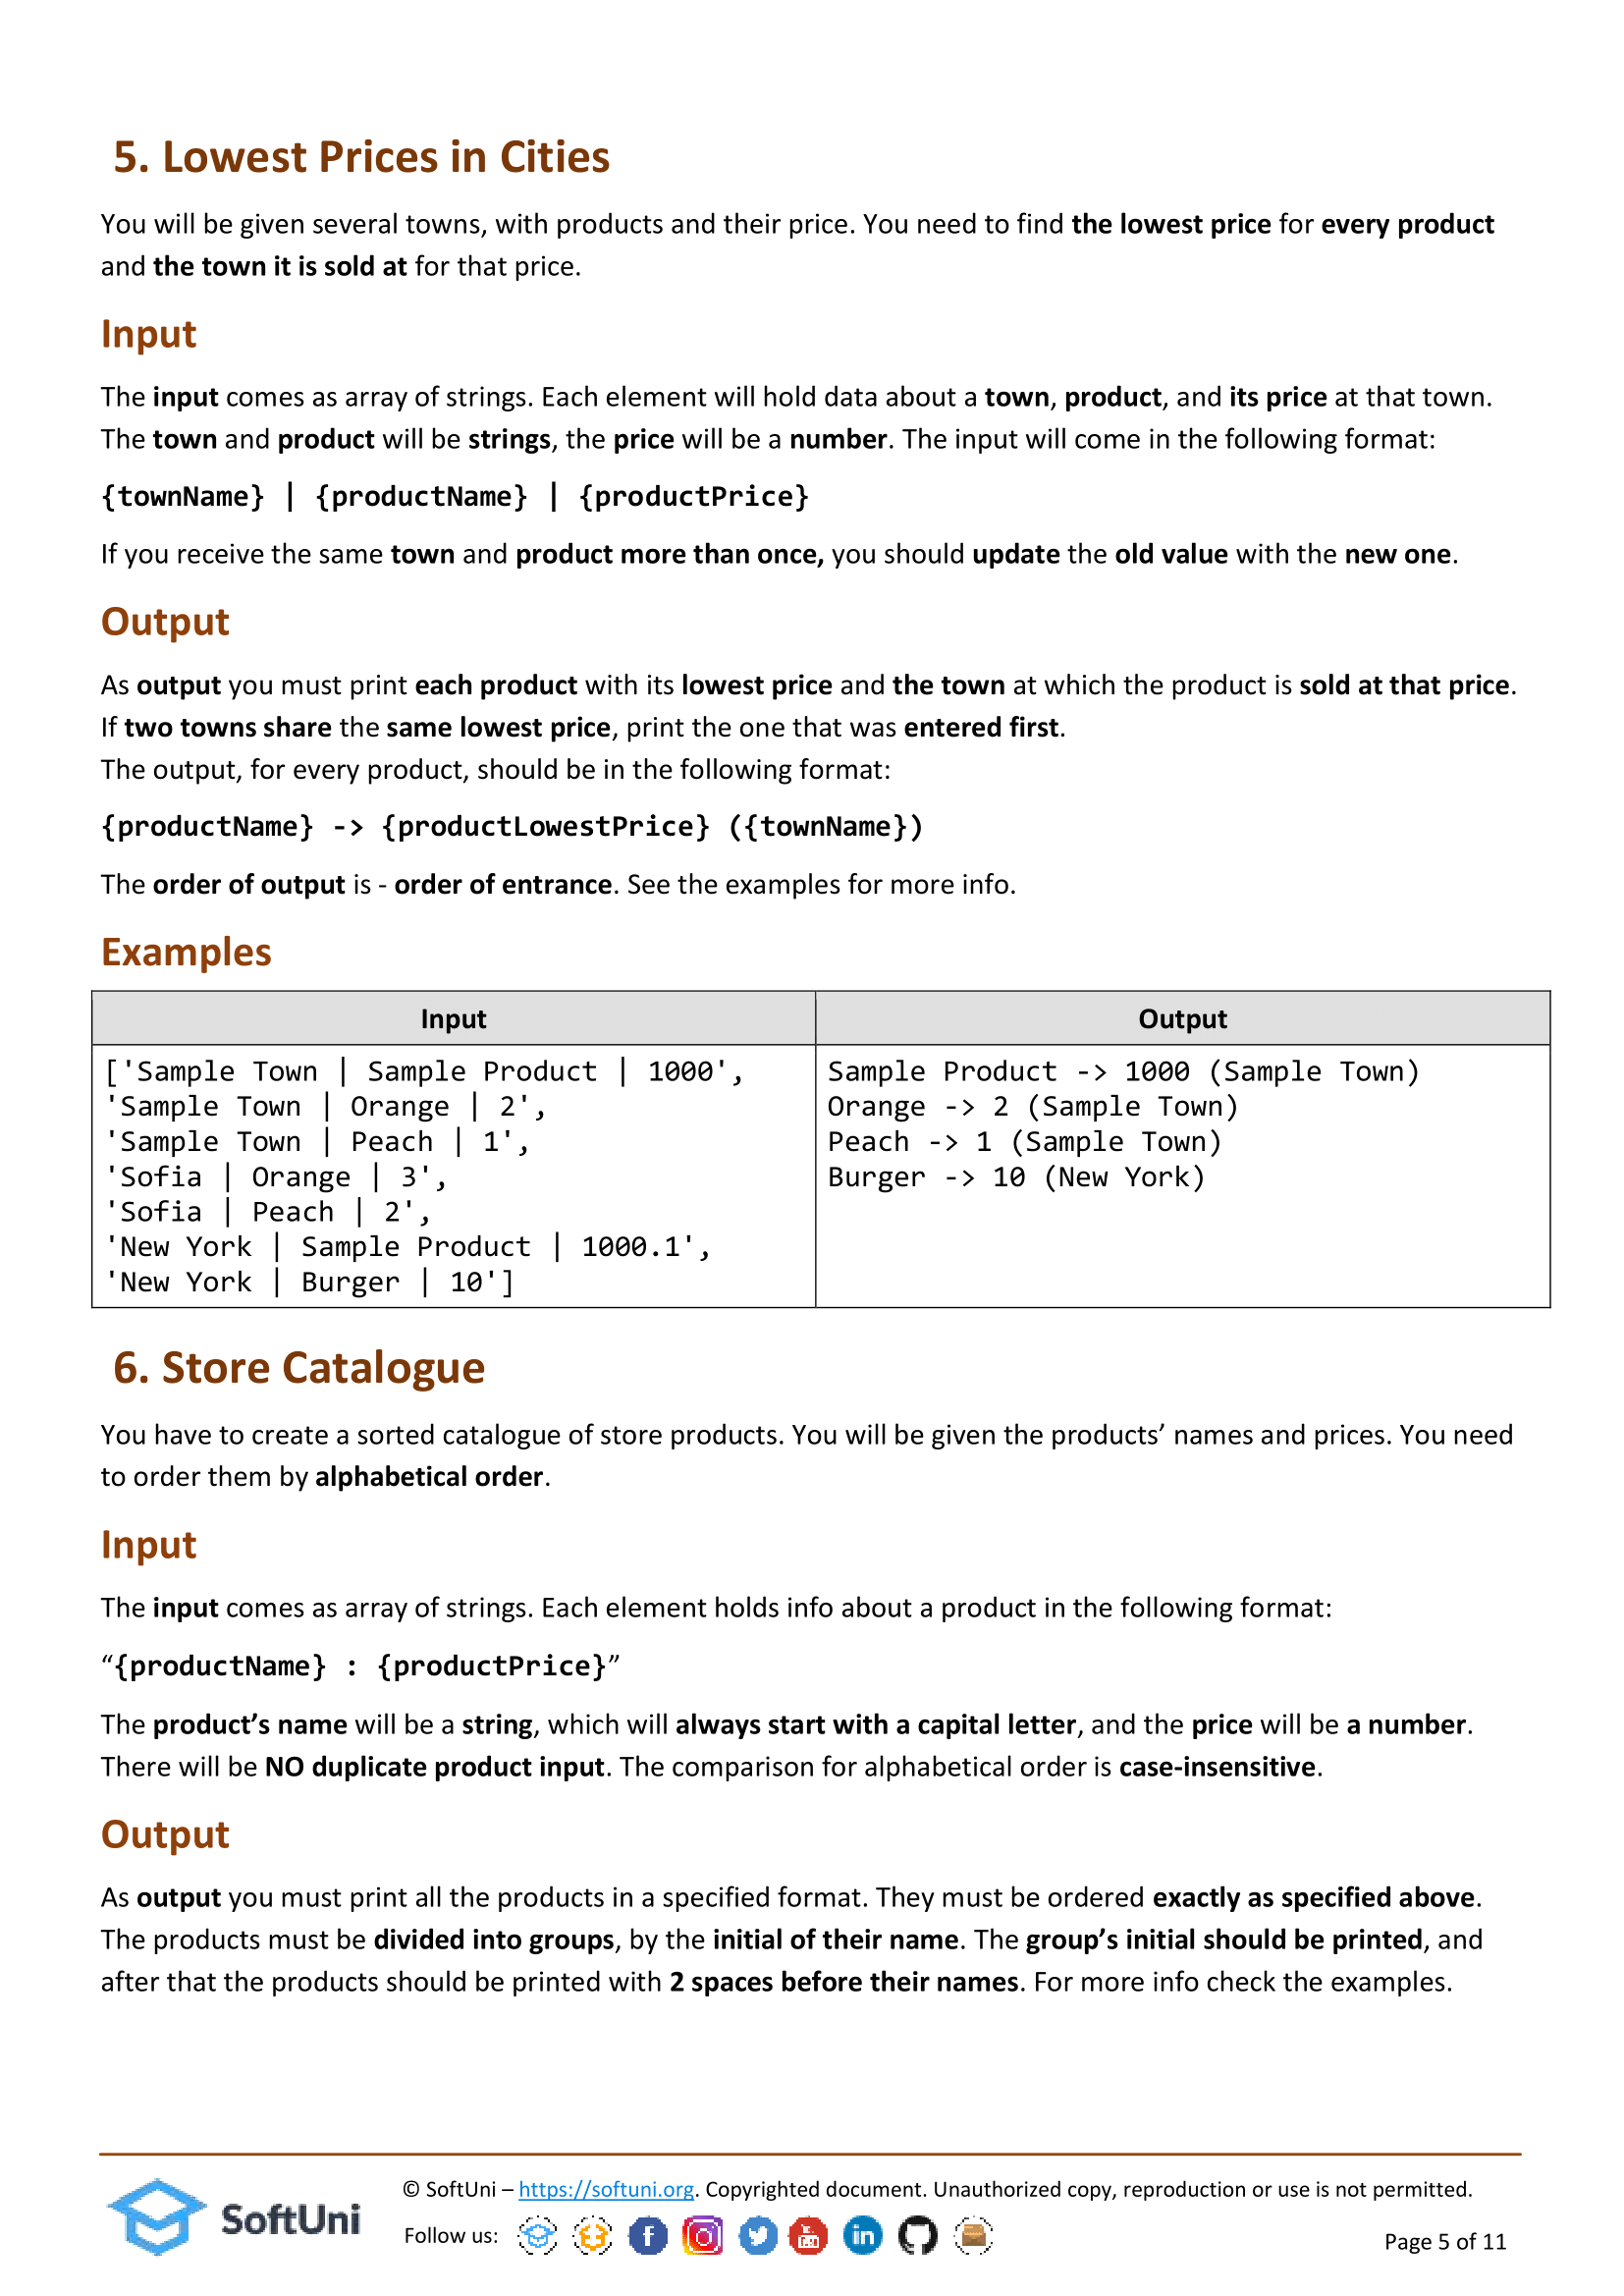 5. Lowest Prices in Cities
You will be given several towns, with products and their price. You need to find the lowest price for every product
and the town it is sold at for that price.
Input
The input comes as array of strings. Each element will hold data about a town, product, and its price at that town.
The town and product will be strings, the price will be a number. The input will come in the following format:
{townName} | {productName} | {productPrice}
If you receive the same town and product more than once, you should update the old value with the new one.
Output
As output you must print each product with its lowest price and the town at which the product is sold at that price.
If two towns share the same lowest price, print the one that was entered first.
The output, for every product, should be in the following format:
{productName} -> {productLowestPrice} ({townName})
The order of output is - order of entrance. See the examples for more info.
Examples
Input
Output
['Sample Town | Sample Product | 1000',
'Sample Town | Orange | 2',
'Sample Town | Peach | 1',
'Sofia | Orange | 3',
'Sofia | Peach | 2',
'New York | Sample Product | 1000.1',
'New York | Burger | 10']
Sample Product -> 1000 (Sample Town)
Orange -> 2 (Sample Town)
Peach -> 1 (Sample Town)
Burger -> 10 (New York)
6. Store Catalogue
You have to create a sorted catalogue of store products. You will be given the products’ names and prices. You need
to order them by alphabetical order.
Input
The input comes as array of strings. Each element holds info about a product in the following format:
“{productName} : {productPrice}”
The product’s name will be a string, which will always start with a capital letter, and the price will be a number.
There will be NO duplicate product input. The comparison for alphabetical order is case-insensitive.
Output
As output you must print all the products in a specified format. They must be ordered exactly as specified above.
The products must be divided into groups, by the initial of their name. The group’s initial should be printed, and
after that the products should be printed with 2 spaces before their names. For more info check the examples.
SoftUni
© SoftUni – https://softuni.org. Copyrighted document. Unauthorized copy, reproduction or use is not permitted.
Follow us:
Page 5 of 11